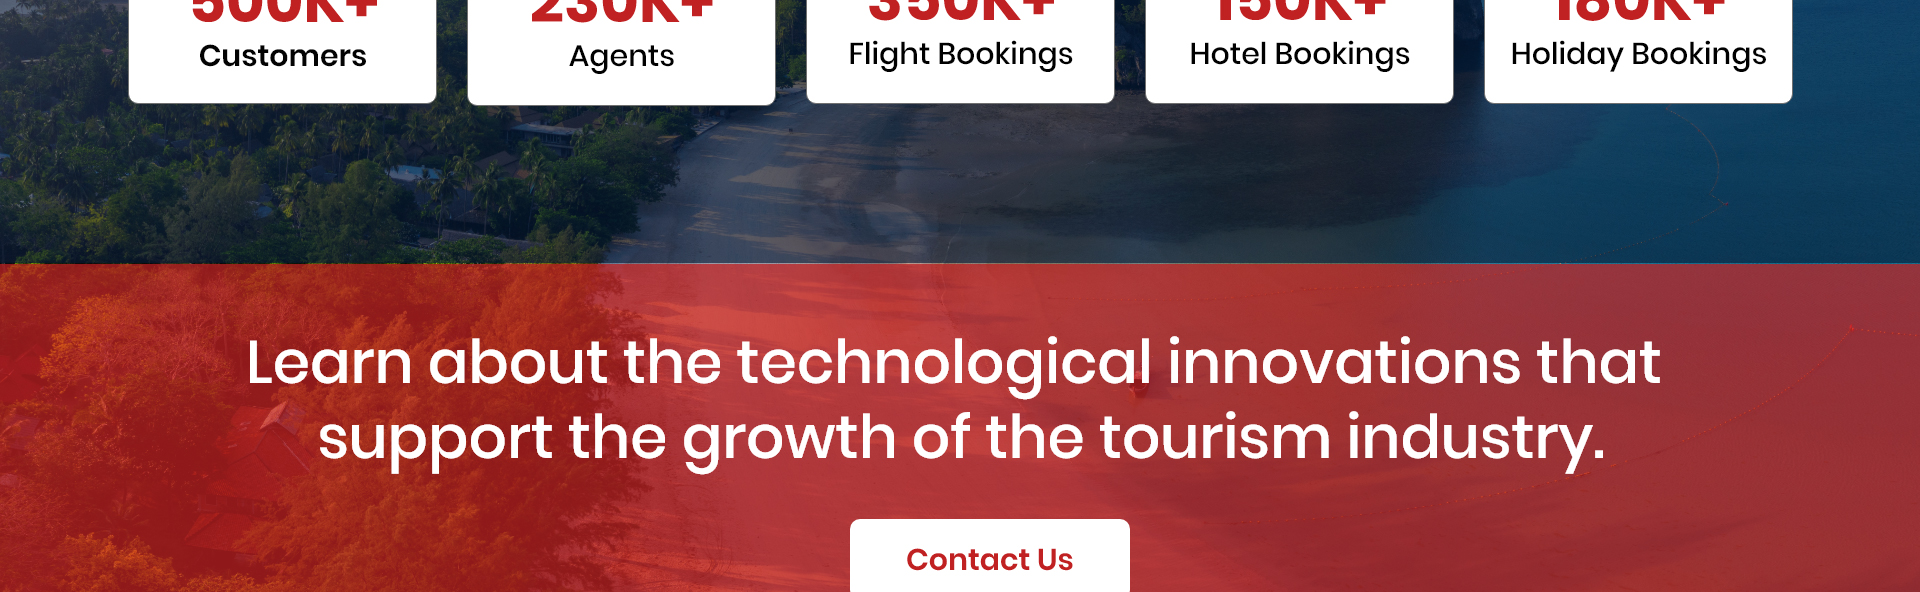 500K+ 230K+ 350K+ 150K+ 180K+
Customers Agents Flight Bookings Hotel Bookings Holiday Bookings
Learn about the technological innovations that
support the growth of the tourism industry.
Contact Us